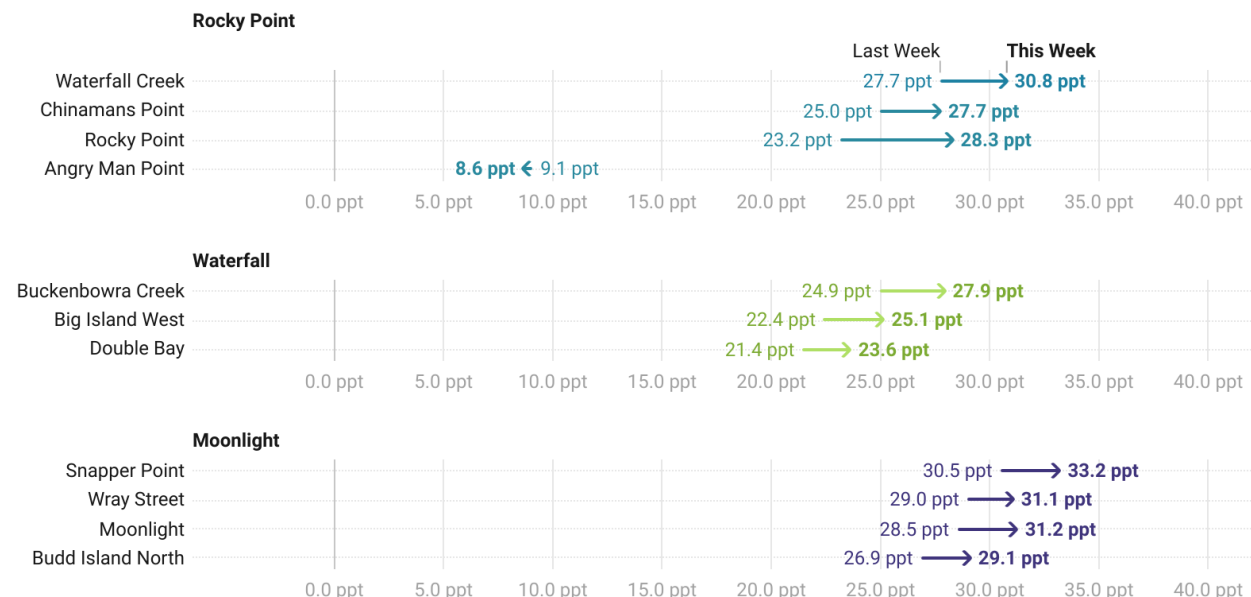 Rocky Point
Last Week This Week
Waterfall Creek 27.7 ppt 30.8 ppt
Chinamans Point 25.0 ppt 27.7 ppt
Rocky Point 23.2 ppt 28.3 ppt
Angry Man Point 8.6 ppt 9.1 ppt
0.0 ppt 5.0 ppt 10.0 ppt 15.0 ppt 20.0 ppt 25.0 ppt 30.0 ppt 35.0 ppt 40.0 ppt
Waterfall
Buckenbowra Creek 24.9 ppt 27.9 ppt
Big Island West 22.4 ppt 25.1 ppt
Double Bay 21.4 ppt 23.6 ppt
0.0 ppt 5.0 ppt 10.0 ppt 15.0 ppt 20.0 ppt 25.0 ppt 30.0 ppt 35.0 ppt 40.0 ppt
Moonlight
Snapper Point 30.5 ppt 33.2 ppt
Wray Street 29.0 ppt 31.1 ppt
Moonlight 28.5 ppt 31.2 ppt
Budd Island North 26.9 ppt 29.1 ppt
0.0 ppt 5.0 ppt 10.0 ppt 15.0 ppt 20.0 ppt 25.0 ppt 30.0 ppt 35.0 ppt 40.0 ppt